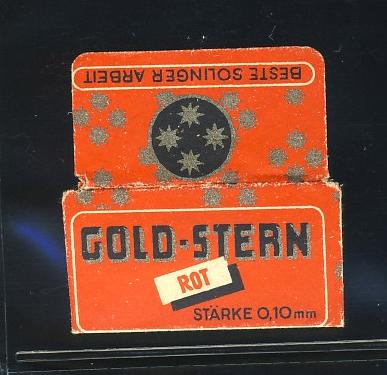 BESTE SOLINGER ARBEIT
GOLD-STERN
ROT
STÄRKE 0,10 mm